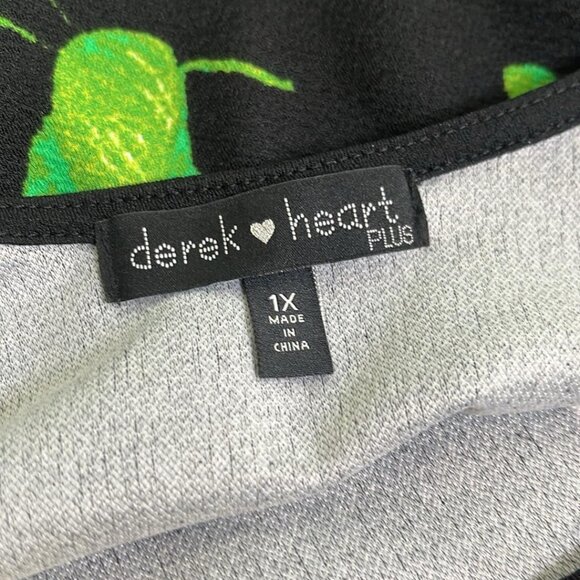 derek ♥ heart
PLUS
1X
MADE
IN
CHINA